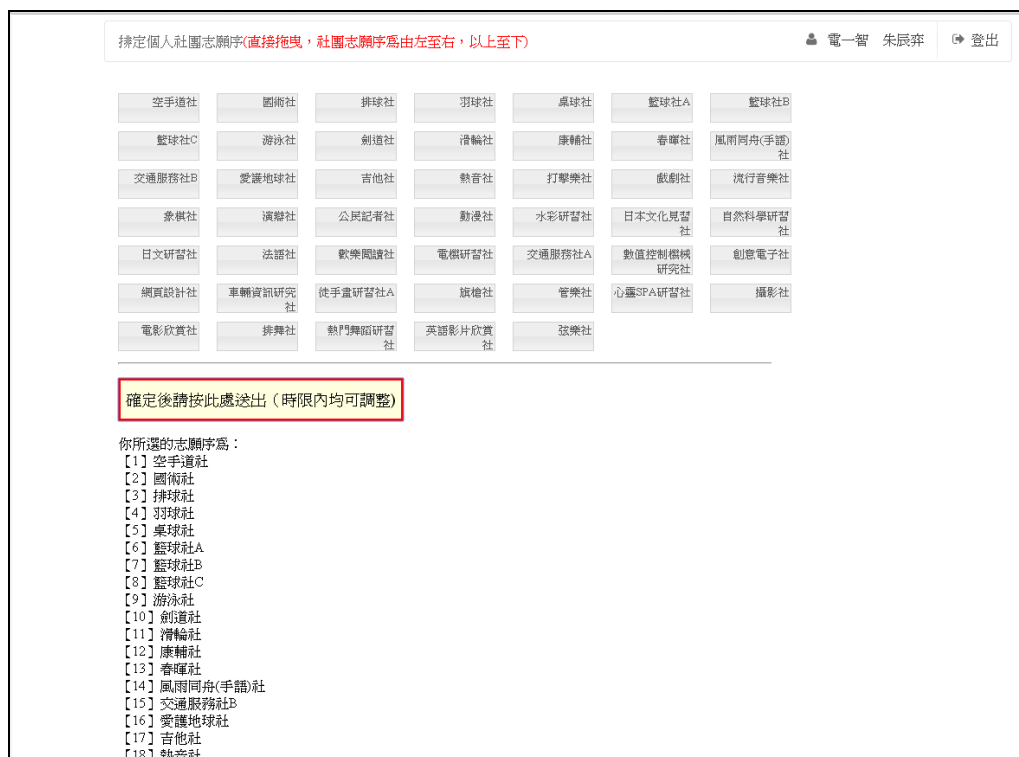 排定個人社團志願序(直接拖曳，社團志願序為由左至右，以上至下) 電一智 朱辰弈 登出
空手道社 國術社 排球社 羽球社 桌球社 籃球社A 籃球社B
籃球社C 游泳社 劍道社 滑輪社 康輔社 春暉社 風雨同舟(手語)
社
交通服務社B 愛護地球社 吉他社 熱音社 打擊樂社 戲劇社 流行音樂社
象棋社 演辯社 公民記者社 動漫社 水彩研習社 日本文化見習 自然科學研習
社 社
日文研習社 法語社 歡樂閱讀社 電機研習社 交通服務社A 數值控制機械 創意電子社
研究社
網頁設計社 車輛資訊研究 徒手畫研習社A 旗槍社 管樂社 心靈SPA研習社 攝影社
社
電影欣賞社 排舞社 熱門舞蹈研習 英語影片欣賞 弦樂社
社 社
確定後請按此處送出（時限內均可調整)
你所選的志願序為：
【1】空手道社
【2】國術社
【3】排球社
【4】羽球社
【5】桌球社
【6】籃球社A
【7】籃球社B
【8】籃球社C
【9】游泳社
【10】劍道社
【11】滑輪社
【12】康輔社
【13】春暉社
【14】風雨同舟(手語)社
【15】交通服務社B
【16】愛護地球社
【17】吉他社
【18】熱音社